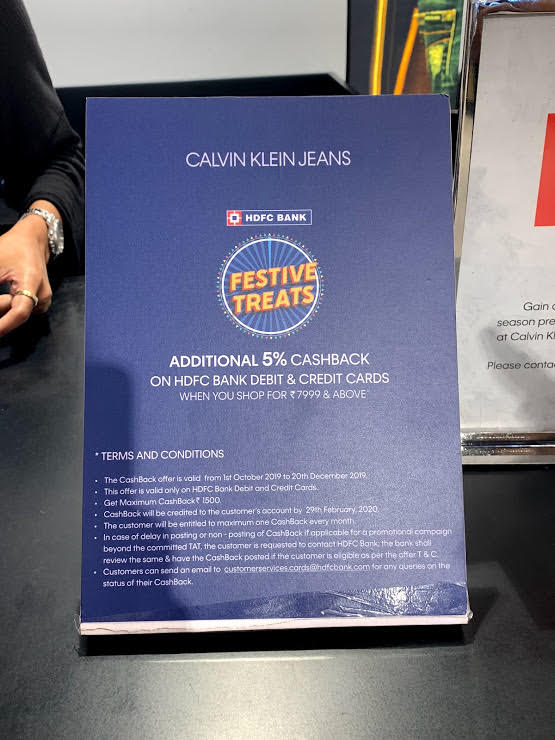 CALVIN KLEIN JEANS
HDFC BANK
FESTIVE
TREATS
ADDITIONAL 5% CASHBACK
ON HDFC BANK DEBIT & CREDIT CARDS
WHEN YOU SHOP FOR ₹7999 & ABOVE*
* TERMS AND CONDITIONS
• The CashBack offer is valid from 1st October 2019 to 20th December 2019.
• This offer is valid only on HDFC Bank Debit and Credit Cards.
• Get Maximum CashBack ₹ 1500.
• CashBack will be credited to the customer's account by 29th February, 2020.
• The customer will be entitled to maximum one CashBack every month.
• In case of delay in posting or non - posting of CashBack if applicable for a promotional campaign
beyond the committed TAT, the customer is requested to contact HDFC Bank, the bank shall
review the same & have the CashBack posted if the customer is eligible as per the offer T & C.
• Customers can send an email to customerservices.cards@hdfcbank.com for any queries on the
status of their CashBack.
Gain
season pre
at Calvin Kl
Please conta